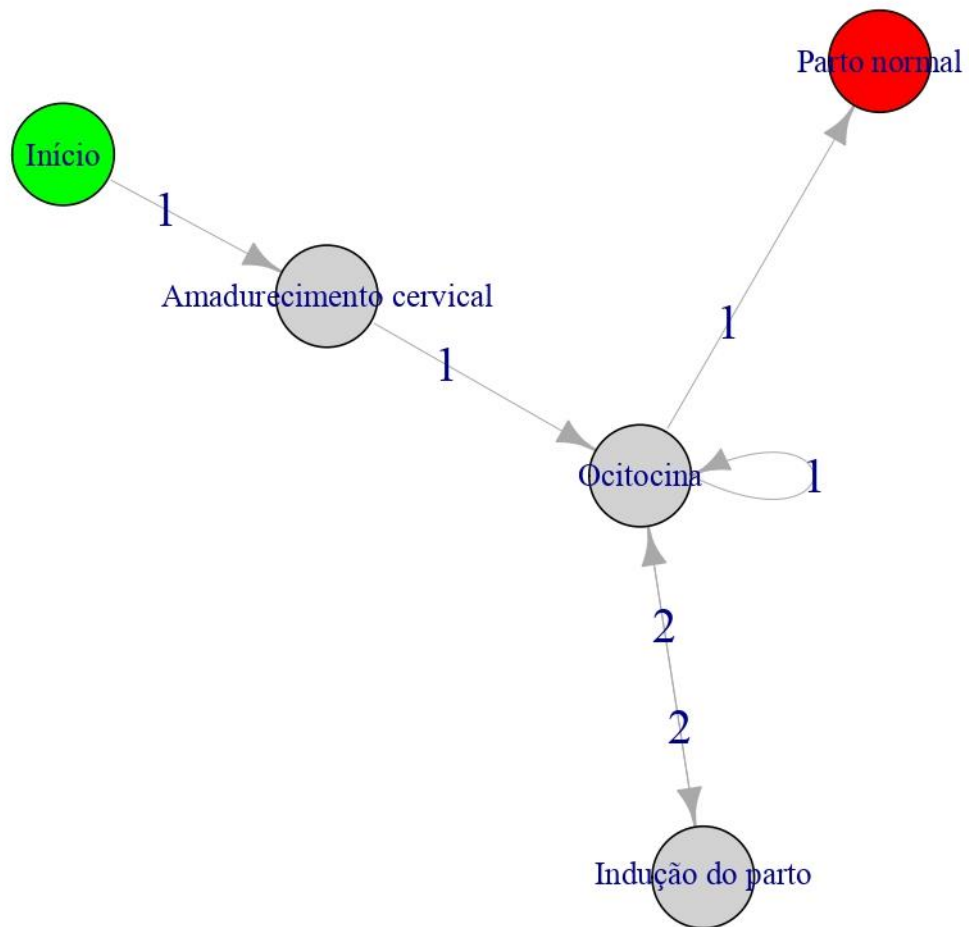 Parto normal
Início
1
Amadurecimento cervical
1
1
Ocitocina
1
2
2
Indução do parto